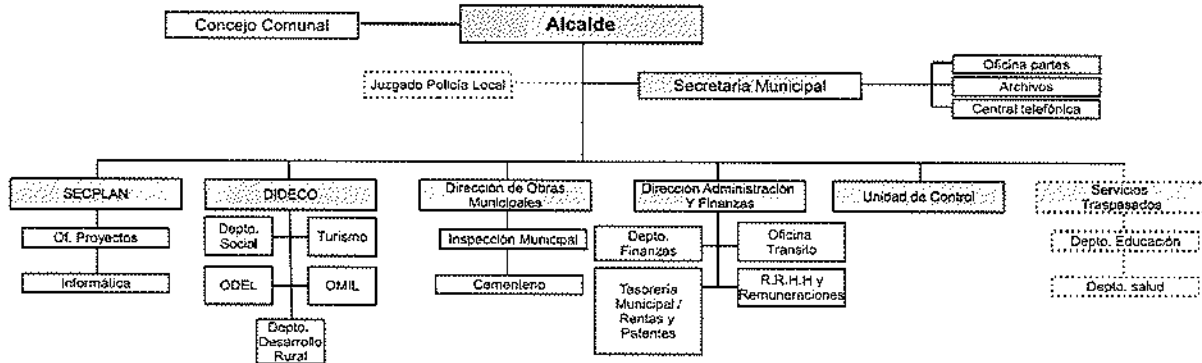 Concejo Comunal
Alcalde
Juzgado Policía Local
Secretaría Municipal
Oficina partes
Archivos
Central telefónica
SECPLAN
Of. Proyectos
Informática
DIDECO
Depto.
Social
Turismo
ODEL
OMIL
Depto.
Desarrollo
Rural
Dirección de Obras
Municipales
Inspección Municipal
Cementerio
Dirección Administración
Y Finanzas
Depto.
Finanzas
Oficina
Transito
Tesorería
Municipal /
Rentas y
Patentes
R.R.H.H y
Remuneraciones
Unidad de Control
Servicios
Traspasados
Depto. Educación
Depto. salud